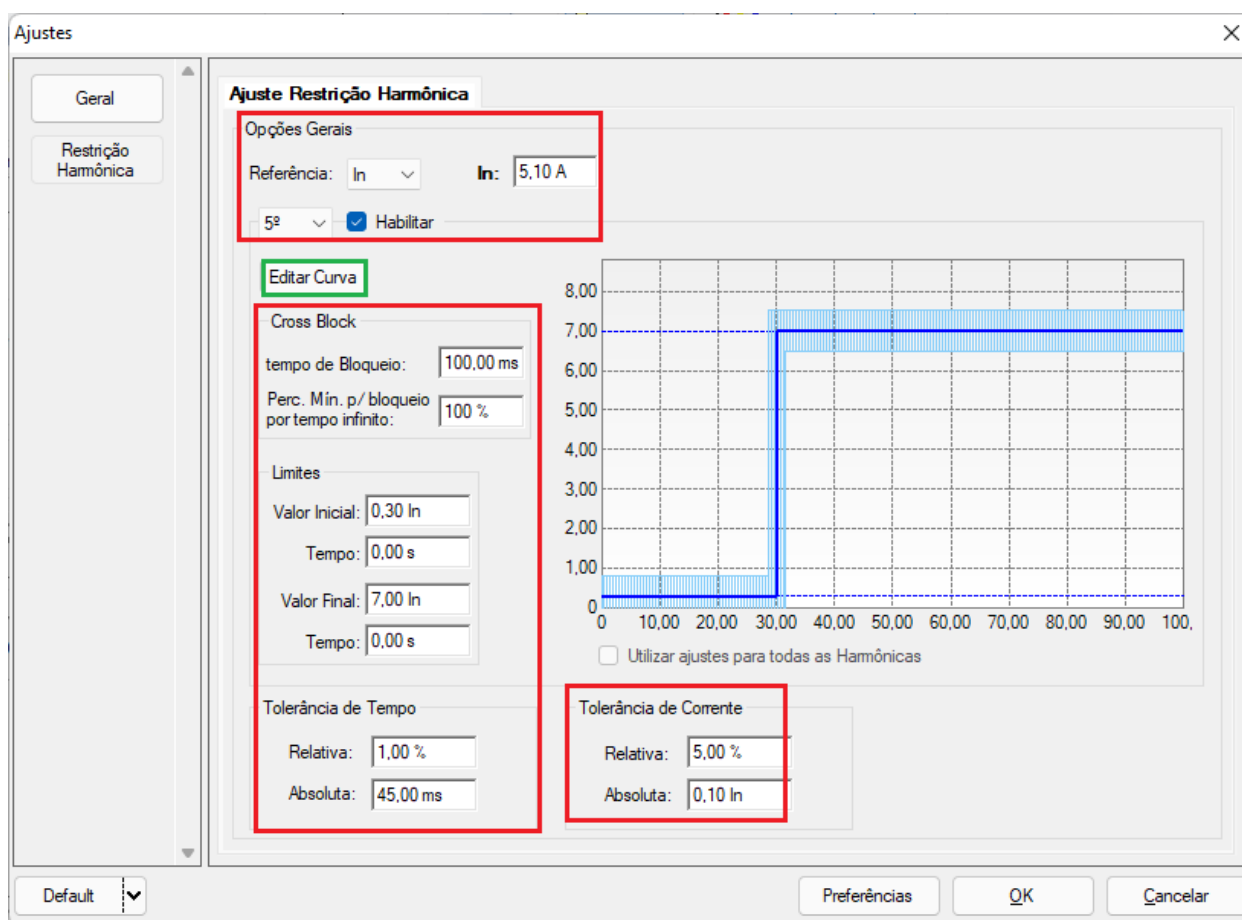 Ajustes
Geral
Restrição
Harmônica
Ajuste Restrição Harmônica
Opções Gerais
Referência: In In: 5,10 A
5º Habilitar
Editar Curva
Cross Block
tempo de Bloqueio: 100,00 ms
Perc. Mín. p/ bloqueio
por tempo infinito: 100 %
Limites
Valor Inicial: 0,30 In
Tempo: 0,00 s
Valor Final: 7,00 In
Tempo: 0,00 s
8,00
7,00
6,00
5,00
4,00
3,00
2,00
1,00
0
0 10,00 20,00 30,00 40,00 50,00 60,00 70,00 80,00 90,00 100,
Utilizar ajustes para todas as Harmônicas
Tolerância de Tempo
Relativa: 1,00 %
Absoluta: 45,00 ms
Tolerância de Corrente
Relativa: 5,00 %
Absoluta: 0,10 In
Default Preferências OK Cancelar